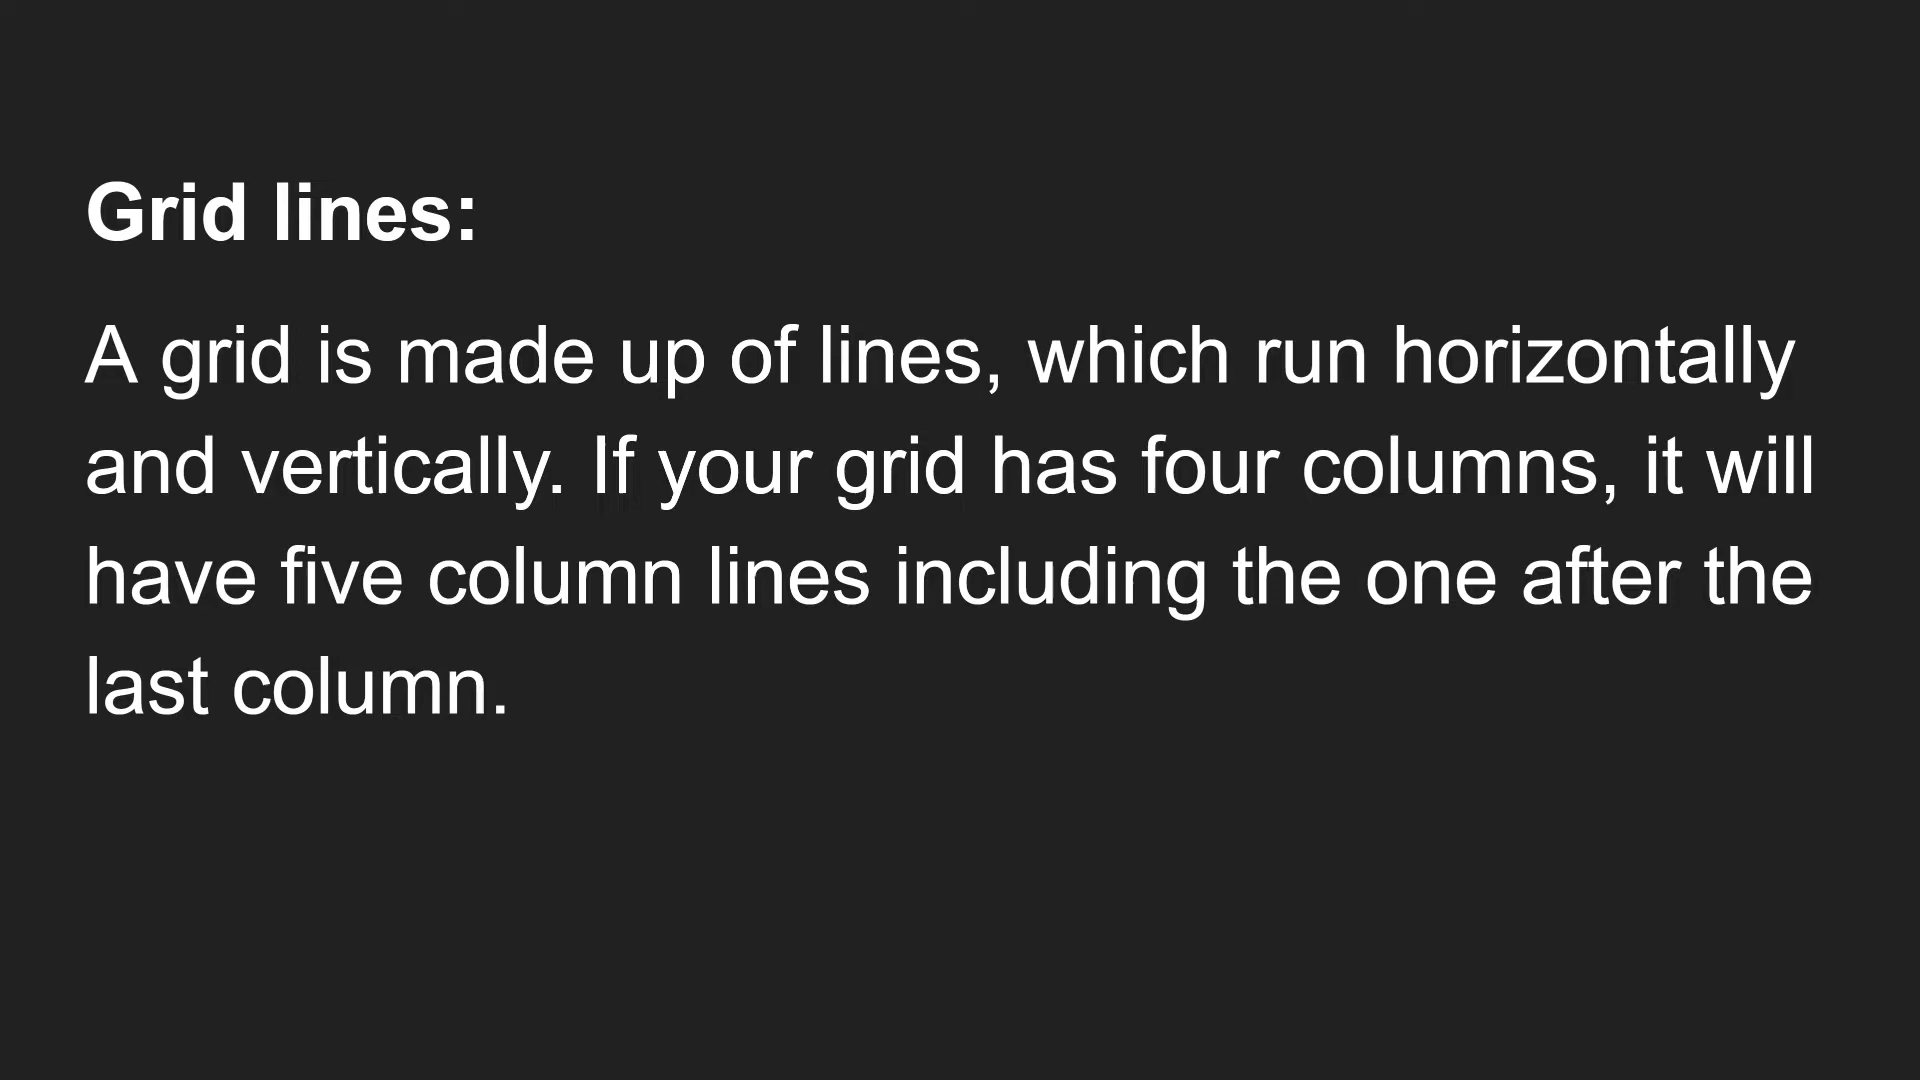 Grid lines:
A grid is made up of lines, which run horizontally
and vertically. If your grid has four columns, it will
have five column lines including the one after the
last column.